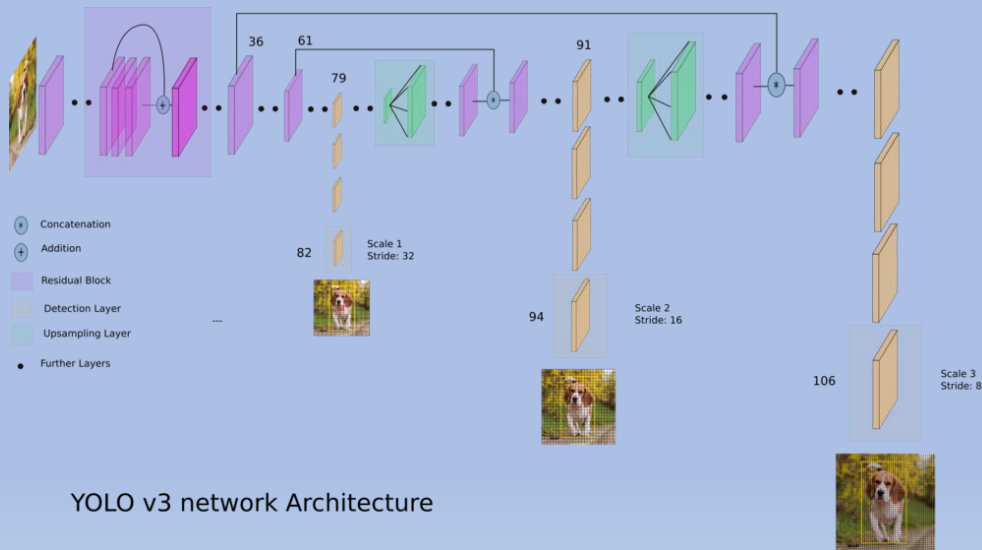 36
61
79
91
Concatenation
Addition
Residual Block
Detection Layer
Upsampling Layer
Further Layers
---
82
Scale 1
Stride: 32
94
Scale 2
Stride: 16
106
Scale 3
Stride: 8
YOLO v3 network Architecture